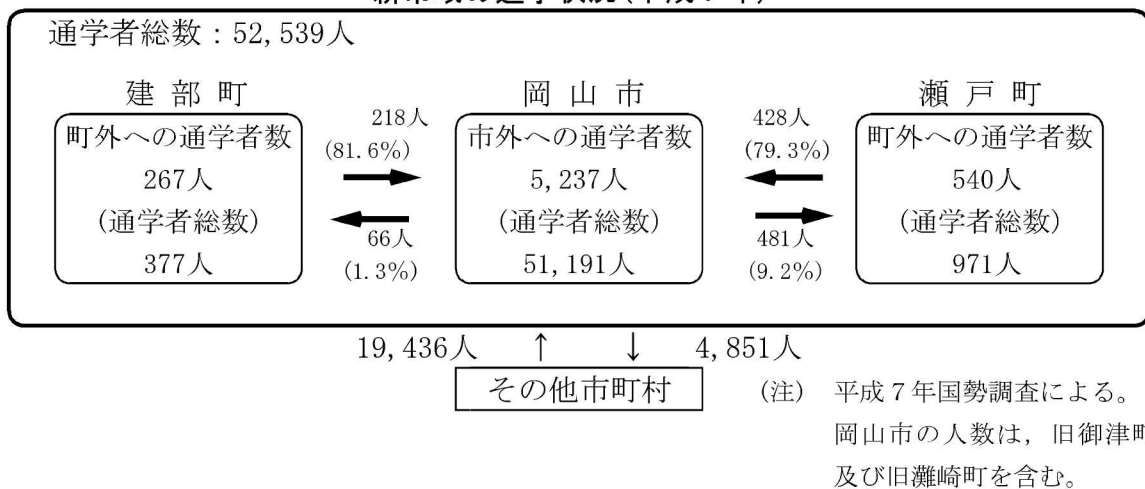 通学者総数：52,539人
建部町
岡山市
瀬戸町
町外への通学者数
267人
(通学者総数)
377人
218人
(81.6%)
66人
(1.3%)
市外への通学者数
5,237人
(通学者総数)
51,191人
428人
(79.3%)
481人
(9.2%)
町外への通学者数
540人
(通学者総数)
971人
19,436人 ↑ ↓ 4,851人
その他市町村
(注) 平成7年国勢調査による。
岡山市の人数は，旧御津町
及び旧灘崎町を含む。